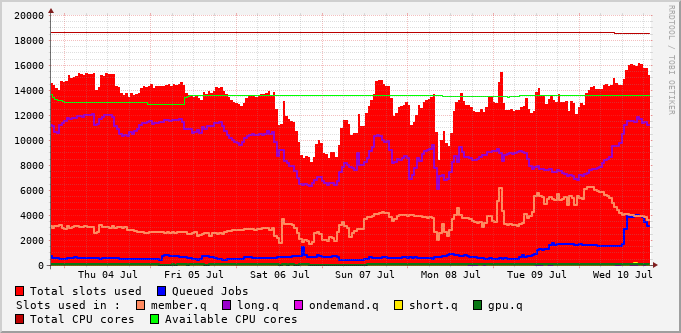 20000
18000
16000
14000
12000
10000
8000
6000
4000
2000
0
Thu 04 Jul Fri 05 Jul Sat 06 Jul Sun 07 Jul Mon 08 Jul Tue 09 Jul Wed 10 Jul
RRDTOOL / TOBI OETIKER
Total slots used Queued Jobs
Slots used in : member.q long.q ondemand.q short.q gpu.q
Total CPU cores Available CPU cores